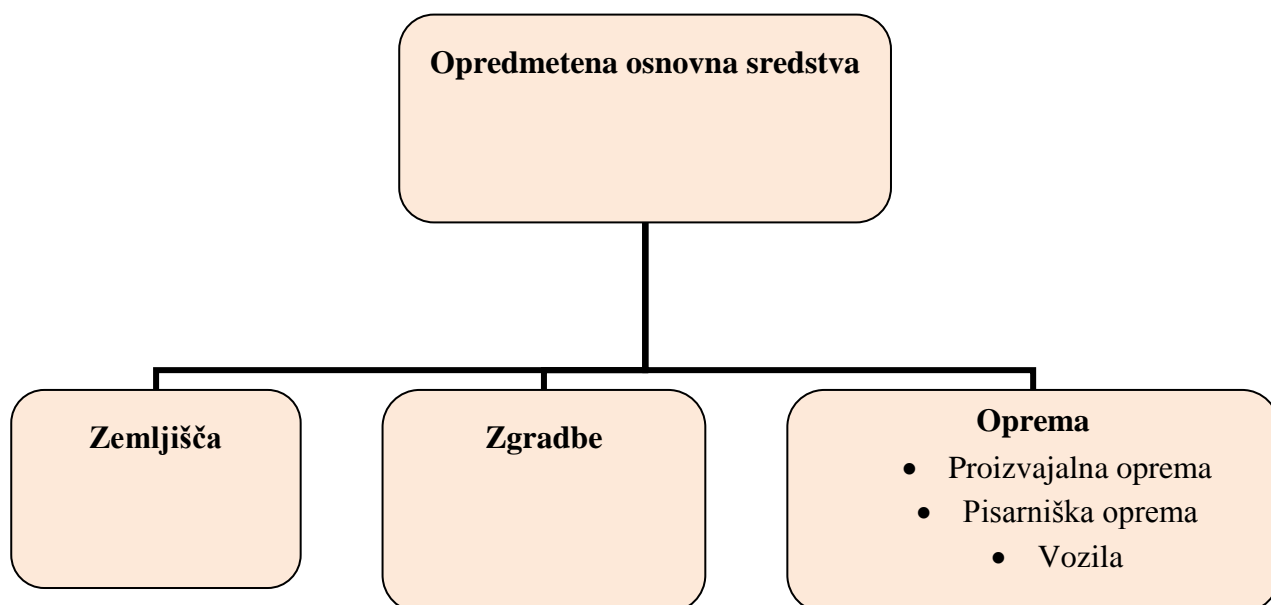 Opredmetena osnovna sredstva
Zemljišča
Zgradbe
Oprema
• Proizvajalna oprema
• Pisarniška oprema
• Vozila